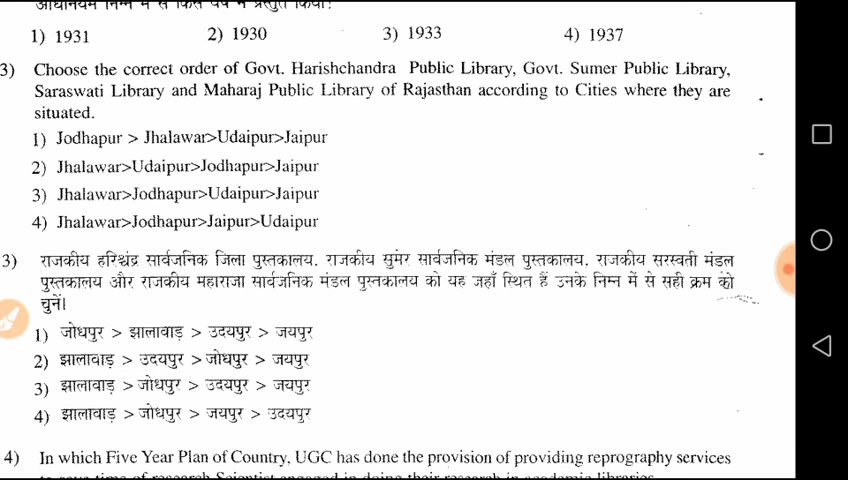 1) 1931 2) 1930 3) 1933 4) 1937
3) Choose the correct order of Govt. Harishchandra Public Library, Govt. Sumer Public Library,
Saraswati Library and Maharaj Public Library of Rajasthan according to Cities where they are
situated.
1) Jodhapur > Jhalawar>Udaipur>Jaipur
2) Jhalawar>Udaipur>Jodhapur>Jaipur
3) Jhalawar>Jodhapur>Udaipur>Jaipur
4) Jhalawar>Jodhapur>Jaipur>Udaipur
3) राजकीय हरिश्चंद्र सार्वजनिक जिला पुस्तकालय. राजकीय सुमेर सार्वजनिक मंडल पुस्तकालय, राजकीय सरस्वती मंडल
पुस्तकालय और राजकीय महाराजा सार्वजनिक मंडल पुस्तकालय को यह जहाँ स्थित हैं उनके निम्न में से सही क्रम को
चुनें।
1) जोधपुर > झालावाड़ > उदयपुर > जयपुर
2) झालावाड़ > उदयपुर > जोधपुर > जयपुर
3) झालावाड़ > जोधपुर > उदयपुर > जयपुर
4) झालावाड़ > जोधपुर > जयपुर > उदयपुर
4) In which Five Year Plan of Country, UGC has done the provision of providing reprography services